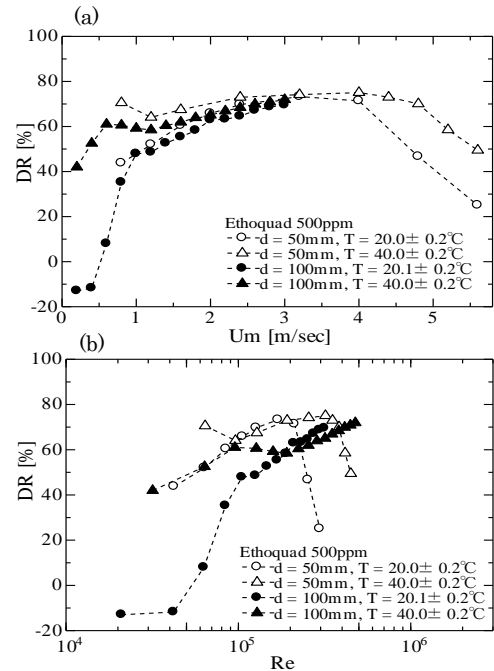 (a)
100
80
60
40
20
0
-20
DR [%]
Ethoquad 500ppm
d = 50mm, T = 20.0± 0.2℃
d = 50mm, T = 40.0± 0.2℃
d = 100mm, T = 20.1± 0.2℃
d = 100mm, T = 40.0± 0.2℃
0 1 2 3 4 5
Um [m/sec]
(b)
100
80
60
40
20
0
-20
DR [%]
Ethoquad 500ppm
d = 50mm, T = 20.0± 0.2℃
d = 50mm, T = 40.0± 0.2℃
d = 100mm, T = 20.1± 0.2℃
d = 100mm, T = 40.0± 0.2℃
10⁴ 10⁵ 10⁶
Re